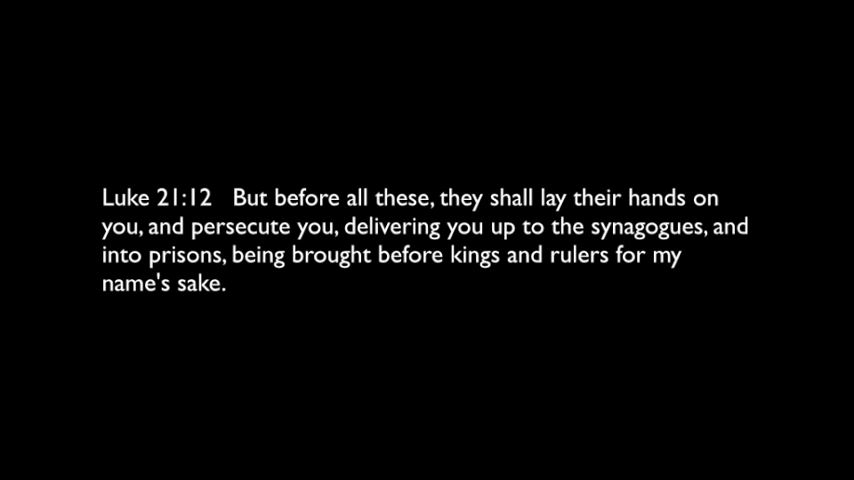 Luke 21:12   But before all these, they shall lay their hands on
you, and persecute you, delivering you up to the synagogues, and
into prisons, being brought before kings and rulers for my
name's sake.